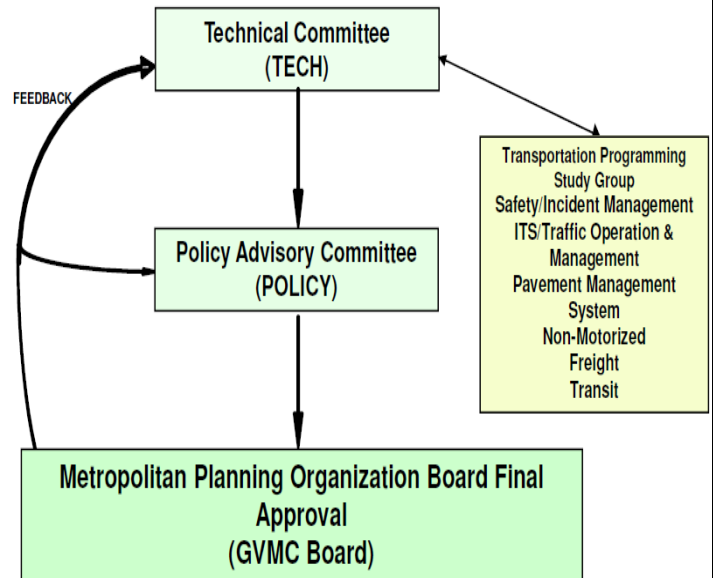 Technical Committee
(TECH)
FEEDBACK
Transportation Programming
Study Group
Safety/Incident Management
ITS/Traffic Operation &
Management
Pavement Management
System
Non-Motorized
Freight
Transit
Policy Advisory Committee
(POLICY)
Metropolitan Planning Organization Board Final
Approval
(GVMC Board)